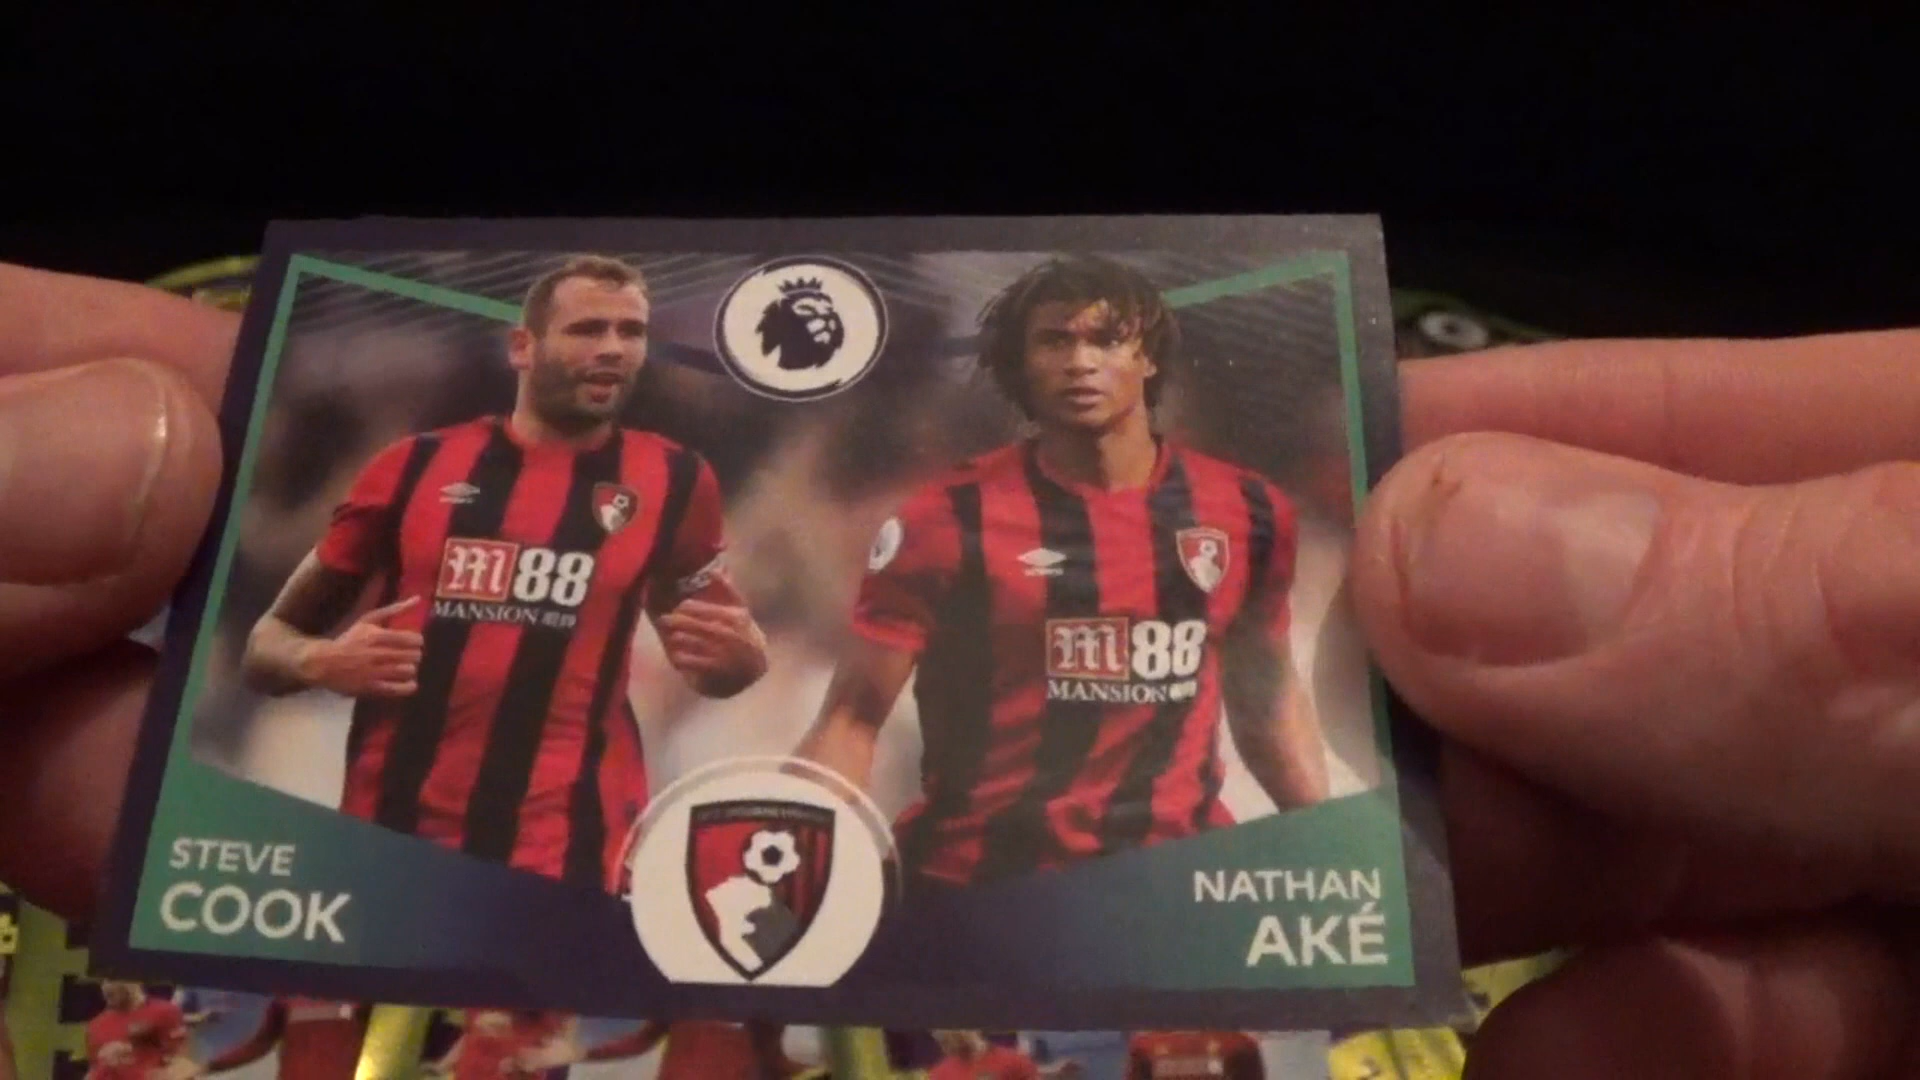 M88
MANSION
M88
MANSION
STEVE
COOK
NATHAN
AKÉ